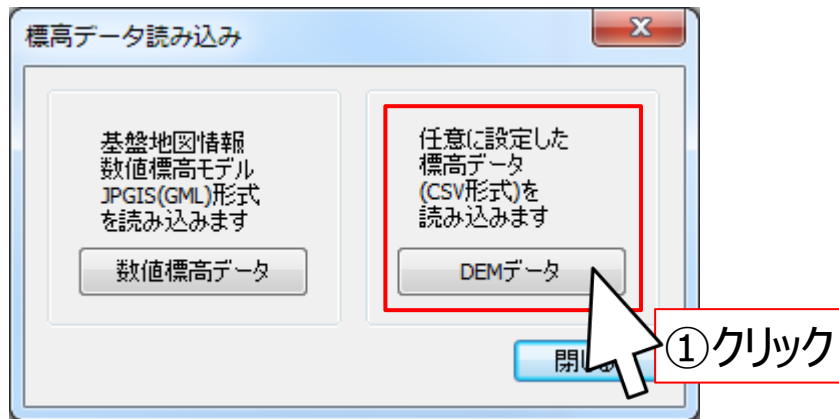 標高データ読み込み
基盤地図情報
数値標高モデル
JPGIS(GML)形式
を読み込みます
数値標高データ
任意に設定した
標高データ
(CSV形式)を
読み込みます
DEMデータ
①クリック